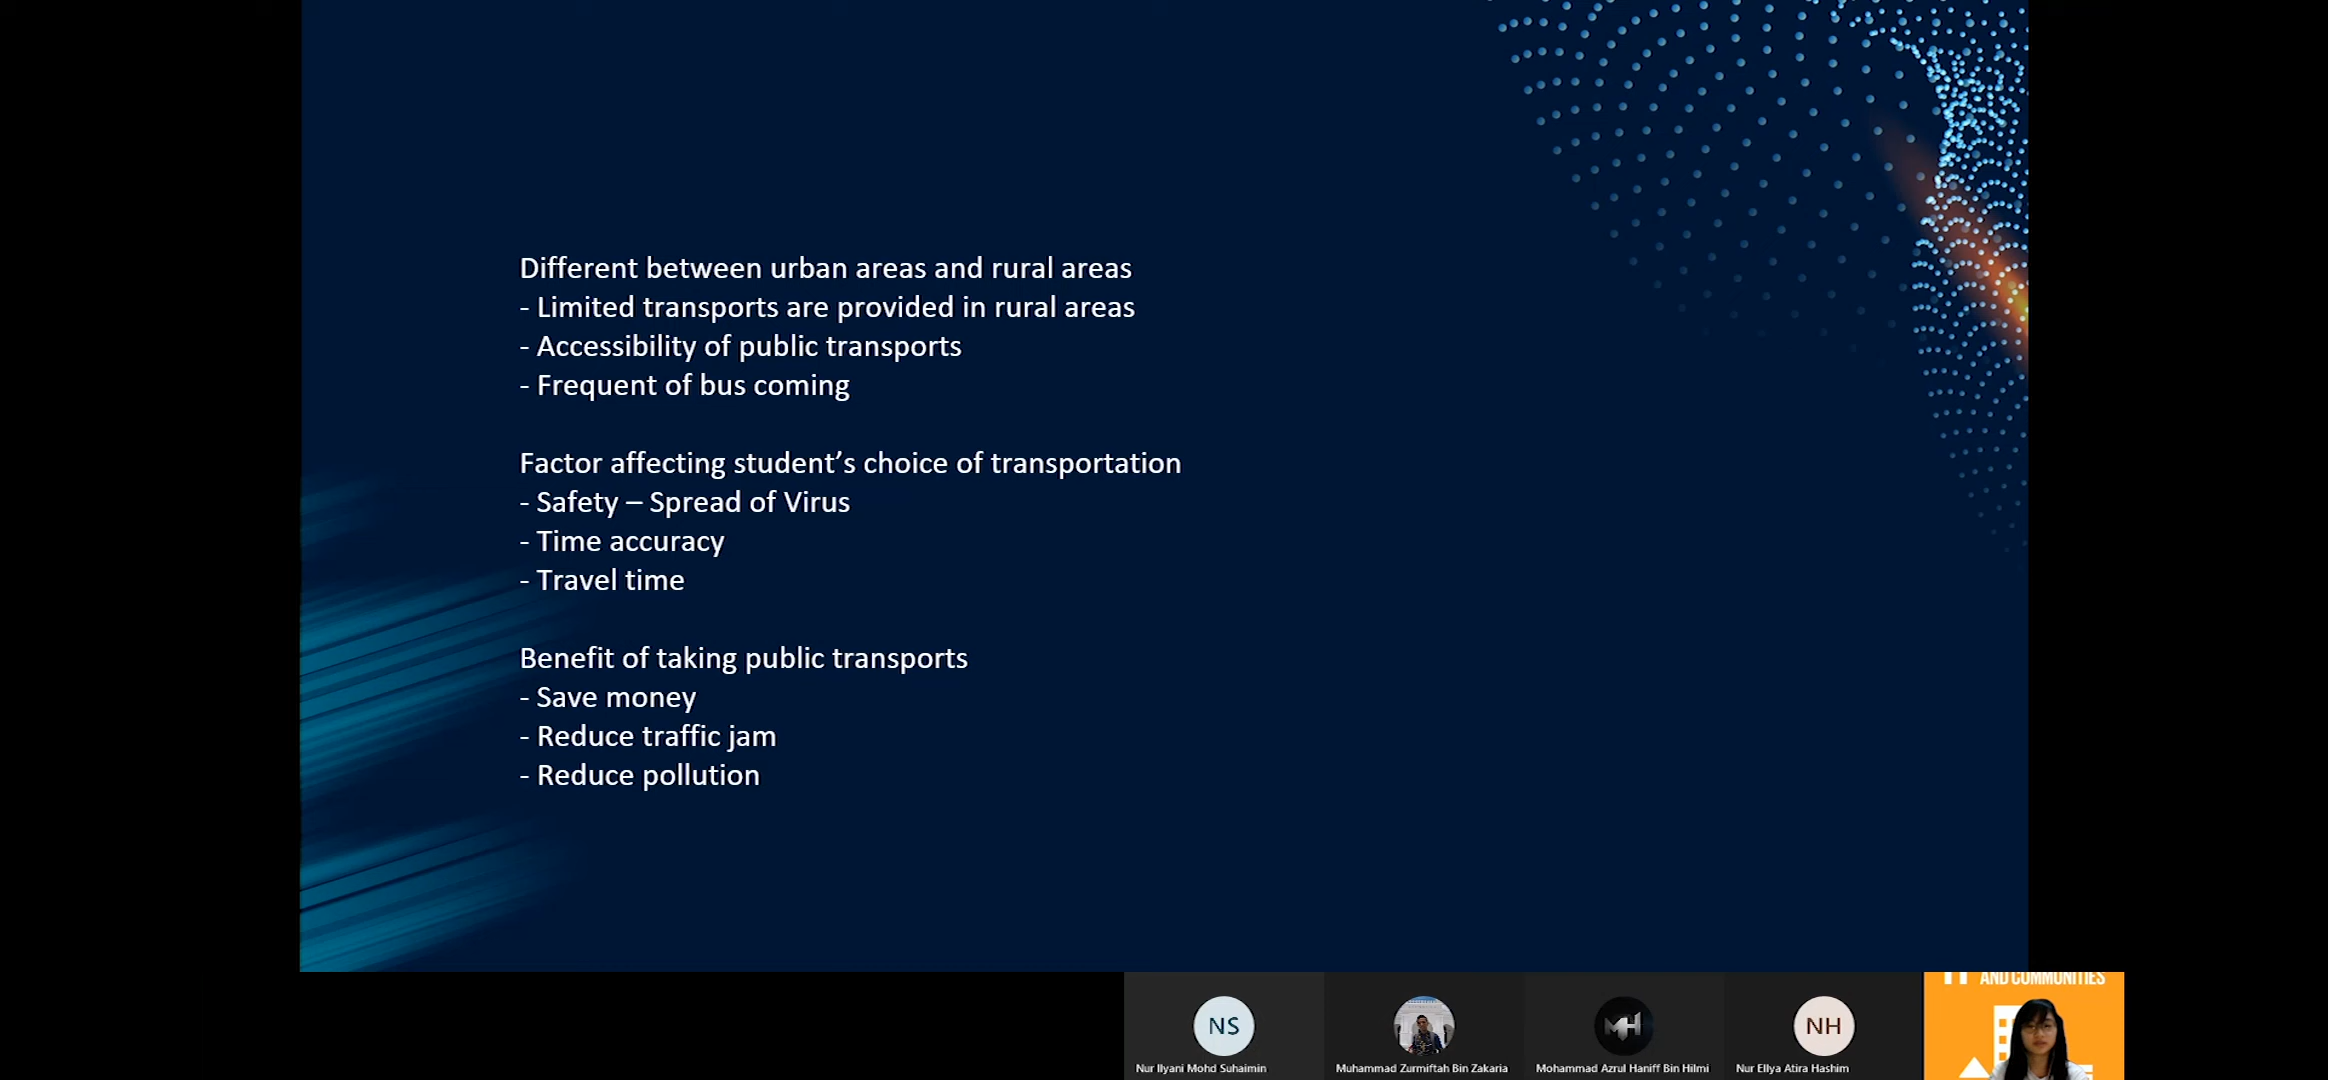 Different between urban areas and rural areas
- Limited transports are provided in rural areas
- Accessibility of public transports
- Frequent of bus coming
Factor affecting student’s choice of transportation
- Safety – Spread of Virus
- Time accuracy
- Travel time
Benefit of taking public transports
- Save money
- Reduce traffic jam
- Reduce pollution
NS
MH
NH
AND COMMUNITIES
Nur Ilyani Mohd Suhaimin
Muhammad Zurmiftah Bin Zakaria
Mohammad Azrul Haniff Bin Hilmi
Nur Ellya Atira Hashim